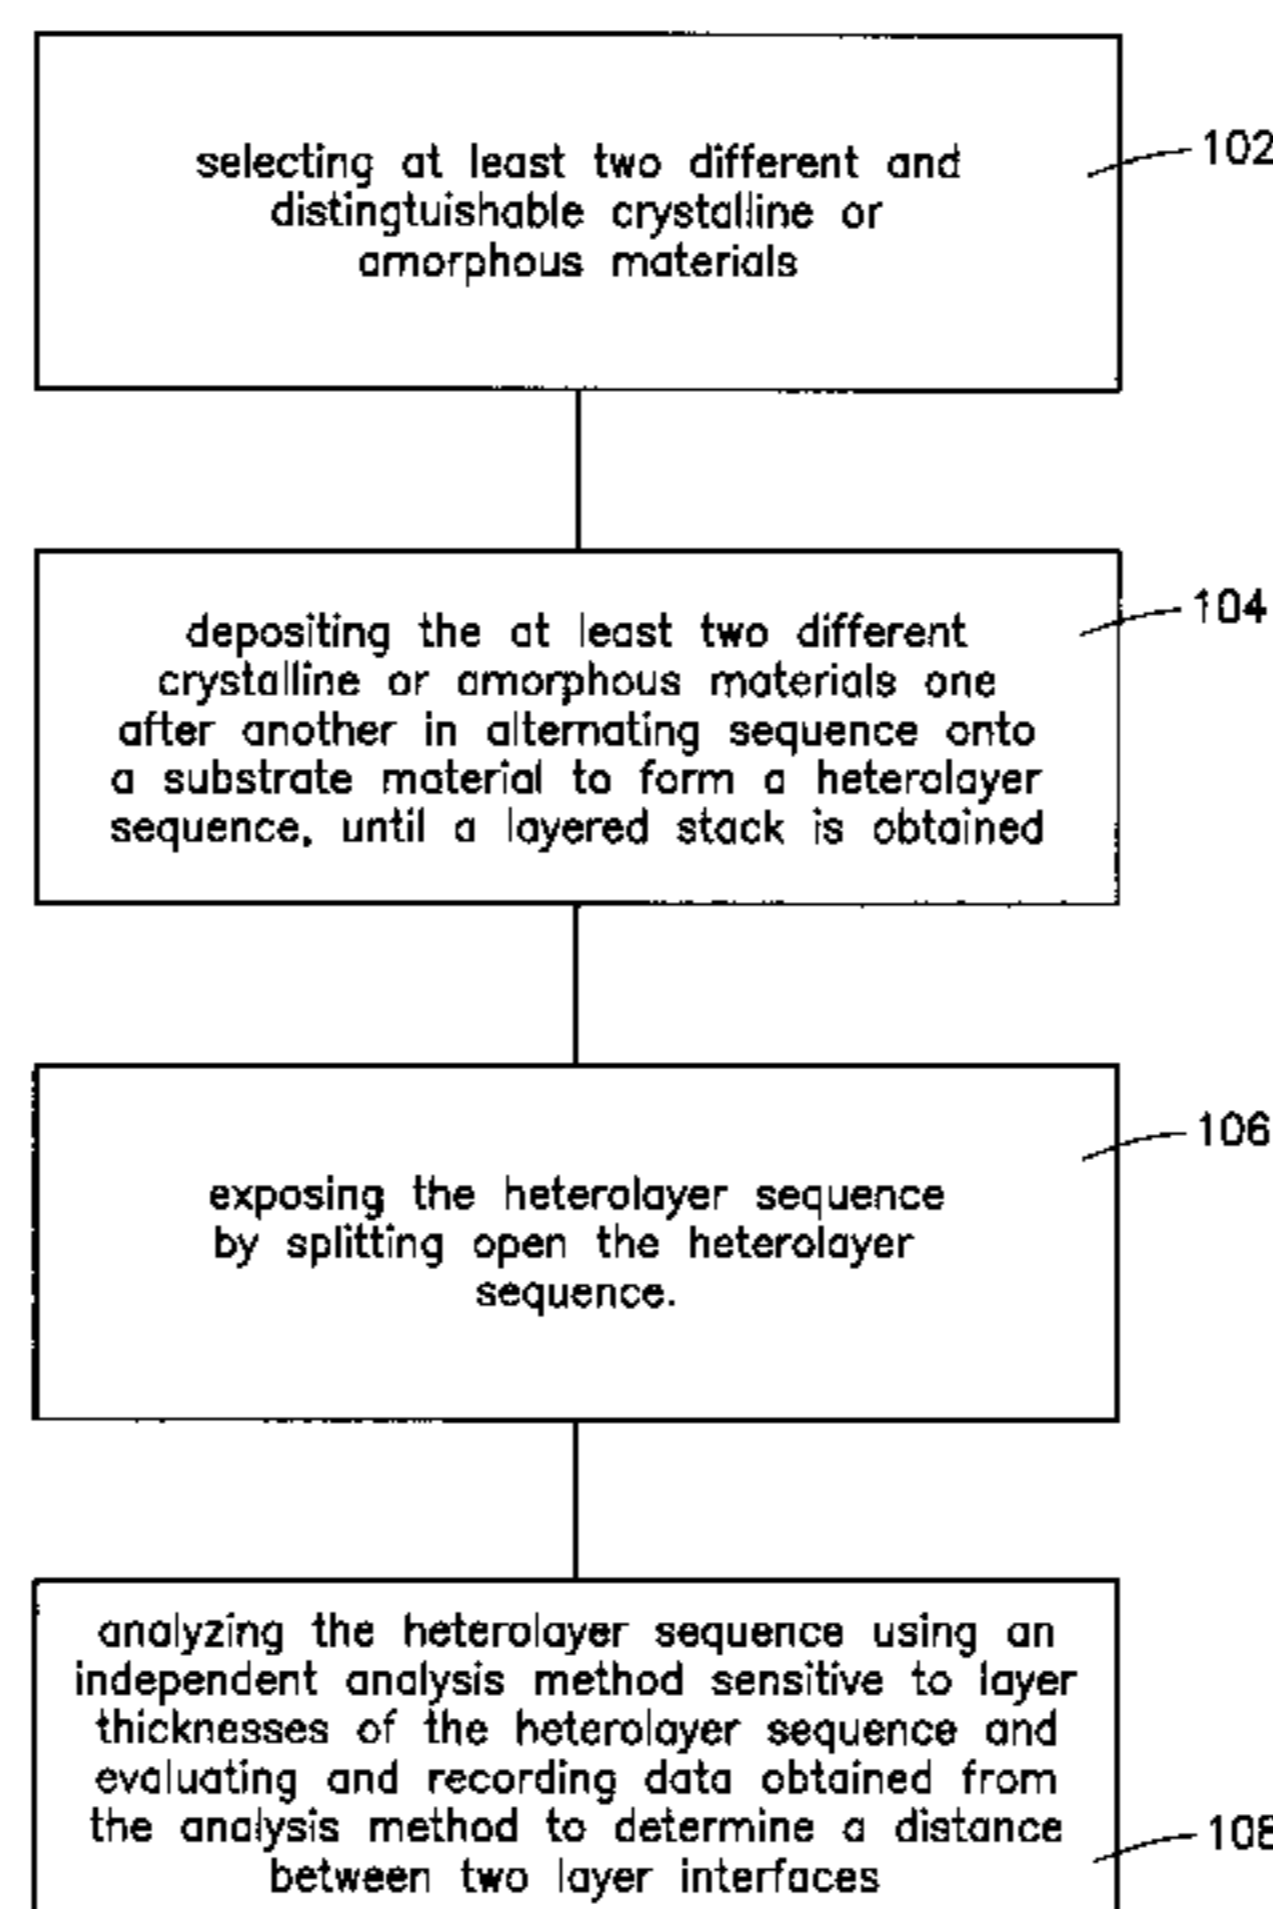 selecting at least two different and
distingtuishable crystalline or
amorphous materials
102
depositing the at least two different
crystalline or amorphous materials one
after another in alternating sequence onto
a substrate material to form a heterolayer
sequence, until a layered stack is obtained
104
exposing the heterolayer sequence
by splitting open the heterolayer
sequence.
106
analyzing the heterolayer sequence using an
independent analysis method sensitive to layer
thicknesses of the heterolayer sequence and
evaluating and recording data obtained from
the analysis method to determine a distance
between two layer interfaces
108